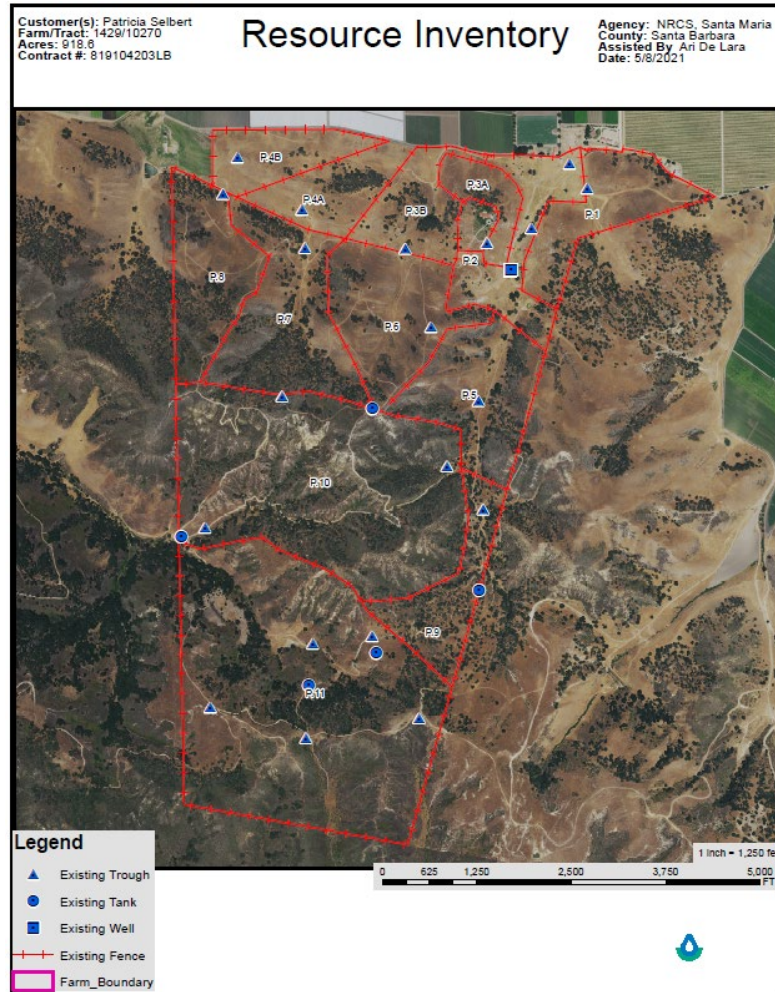 Customer(s): Patricia Selbert
Farm/Tract: 1429/10270
Acres: 918.6
Contract #: 819104203LB
Resource Inventory
Agency: NRCS, Santa Maria
County: Santa Barbara
Assisted By Ari De Lara
Date: 5/8/2021
P.4B
P.3A
P.4A
P.3B
P.1
P.2
P.8
P.7
P.6
P.5
P.10
P.9
P.11
Legend
Existing Trough
Existing Tank
Existing Well
Existing Fence
Farm_Boundary
1 inch = 1,250 fe
0 625 1,250 2,500 3,750 5,000
FT